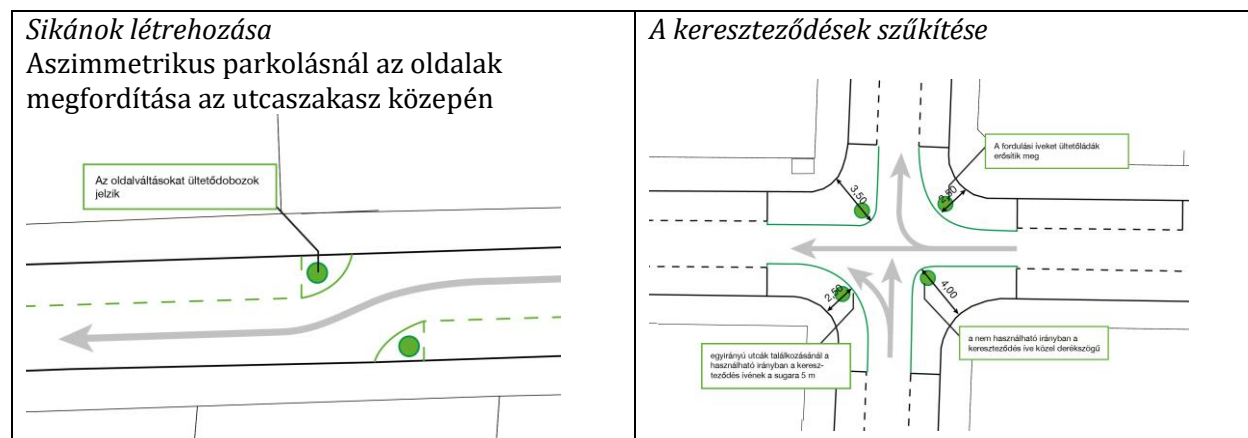 Sikánok létrehozása
Aszimmetrikus parkolásnál az oldalak
megfordítása az utcaszakasz közepén
Az oldalváltásokat ültetődobozok
jelzik
A kereszteződések szűkítése
A fordulási íveket ültetőládák
erősítik meg
3,50
2,50
2,50
4,00
egyirányú utcák találkozásánál a
használható irányban a keresz-
teződés ívének a sugara 5 m
a nem használható irányban a
kereszteződés íve közel derékszögű